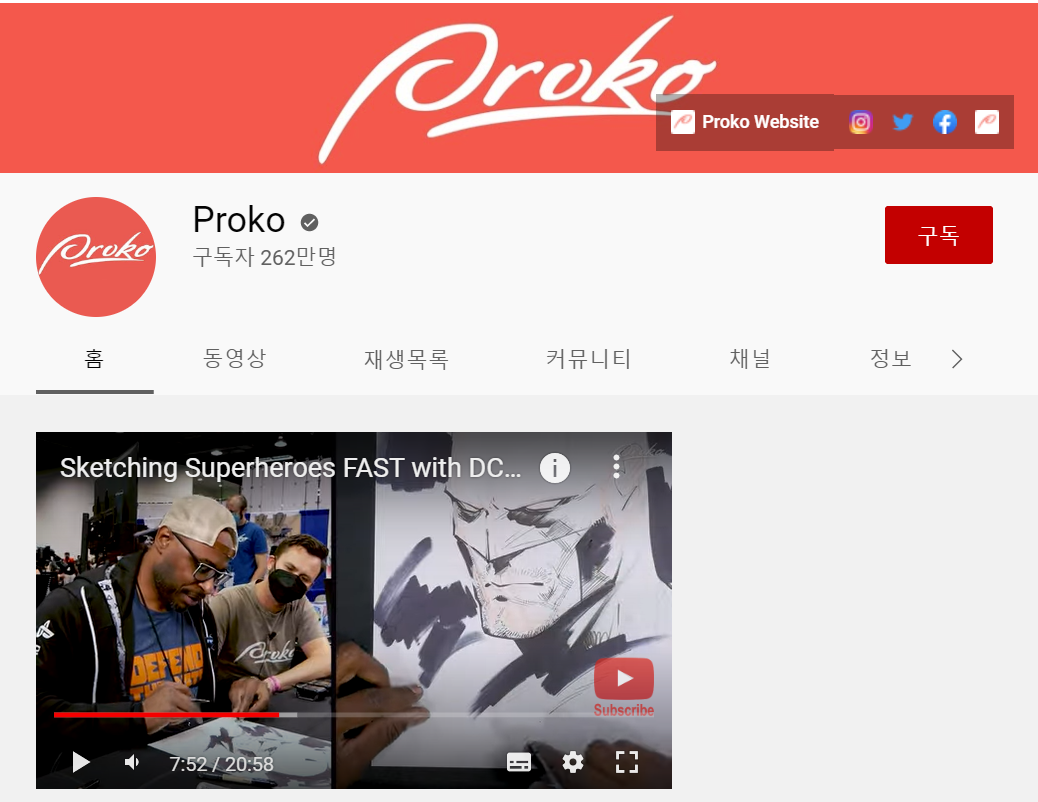 Proko
Proko Website
Proko
Proko
구독자 262만명
구독
홈
동영상
재생목록
커뮤니티
채널
정보
Sketching Superheroes FAST with DC...
Proko
DEFEND
Subscribe
7:52 / 20:58